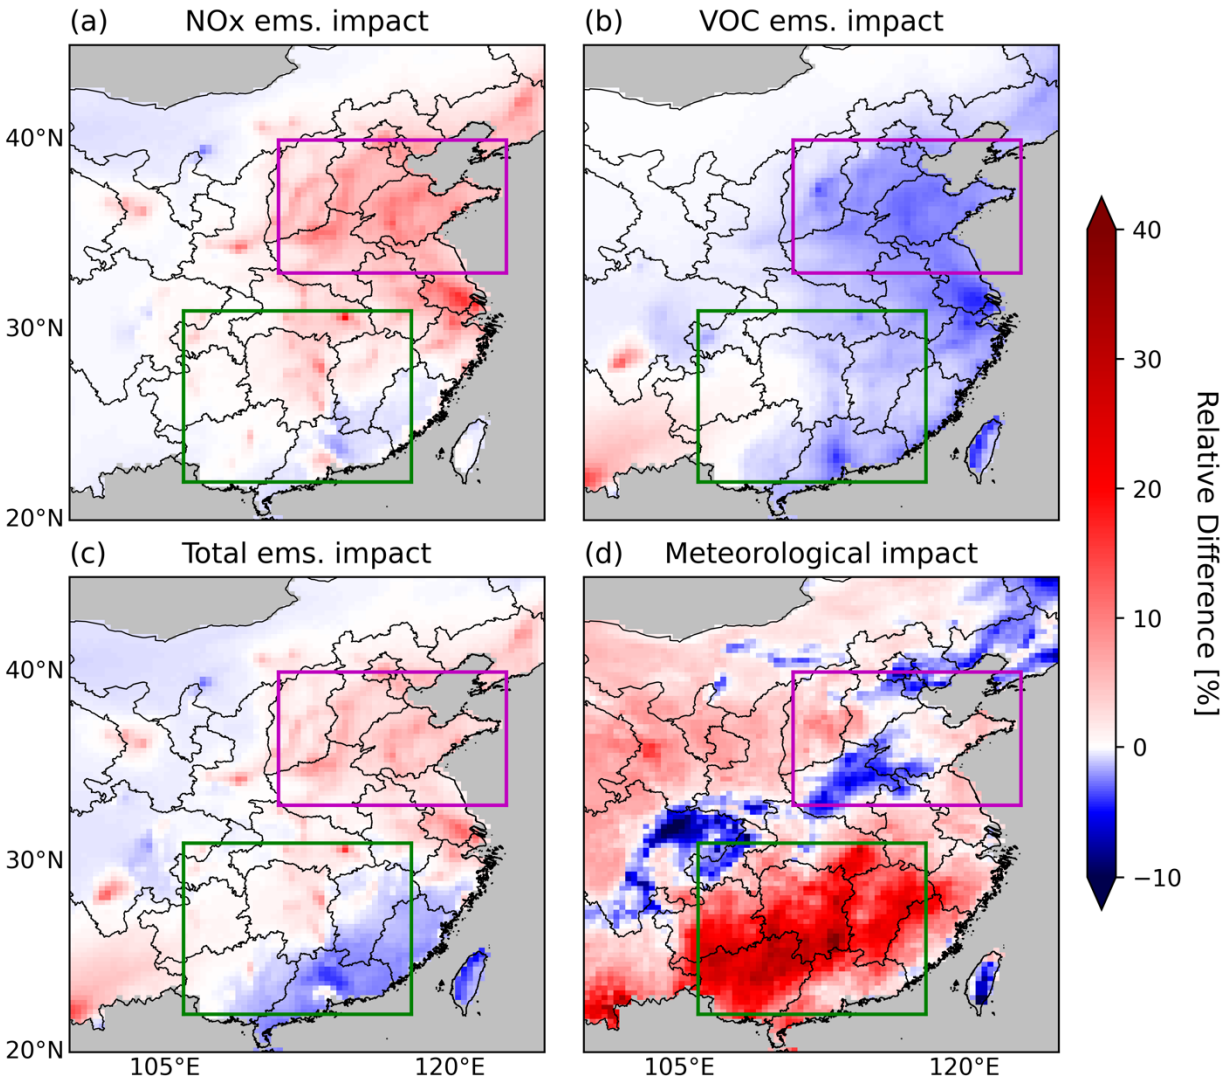 (a) NOx ems. impact
(b) VOC ems. impact
40°N
30°N
20°N
(c) Total ems. impact
(d) Meteorological impact
40°N
30°N
20°N
105°E
120°E
105°E
120°E
40
30
20
10
0
−10
Relative Difference [%]